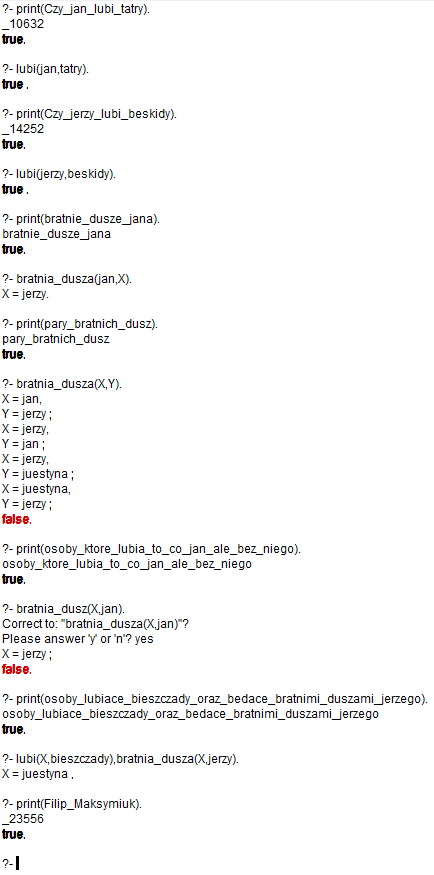 ?- print(Czy_jan_lubi_tatry).
_10632
true.
?- lubi(jan,tatry).
true .
?- print(Czy_jerzy_lubi_beskidy).
_14252
true.
?- lubi(jerzy,beskidy).
true .
?- print(bratnie_dusze_jana).
bratnie_dusze_jana
true.
?- bratnia_dusza(jan,X).
X = jerzy.
?- print(pary_bratnich_dusz).
pary_bratnich_dusz
true.
?- bratnia_dusza(X,Y).
X = jan,
Y = jerzy ;
X = jerzy,
Y = jan ;
X = jerzy,
Y = juestyna ;
X = juestyna,
Y = jerzy ;
false.
?- print(osoby_ktore_lubia_to_co_jan_ale_bez_niego).
osoby_ktore_lubia_to_co_jan_ale_bez_niego
true.
?- bratnia_dusz(X,jan).
Correct to: "bratnia_dusza(X,jan)"?
Please answer 'y' or 'n'? yes
X = jerzy ;
false.
?- print(osoby_lubiace_bieszczady_oraz_bedace_bratnimi_duszami_jerzego).
osoby_lubiace_bieszczady_oraz_bedace_bratnimi_duszami_jerzego
true.
?- lubi(X,bieszczady),bratnia_dusza(X,jerzy).
X = juestyna .
?- print(Filip_Maksymiuk).
_23556
true.
?-